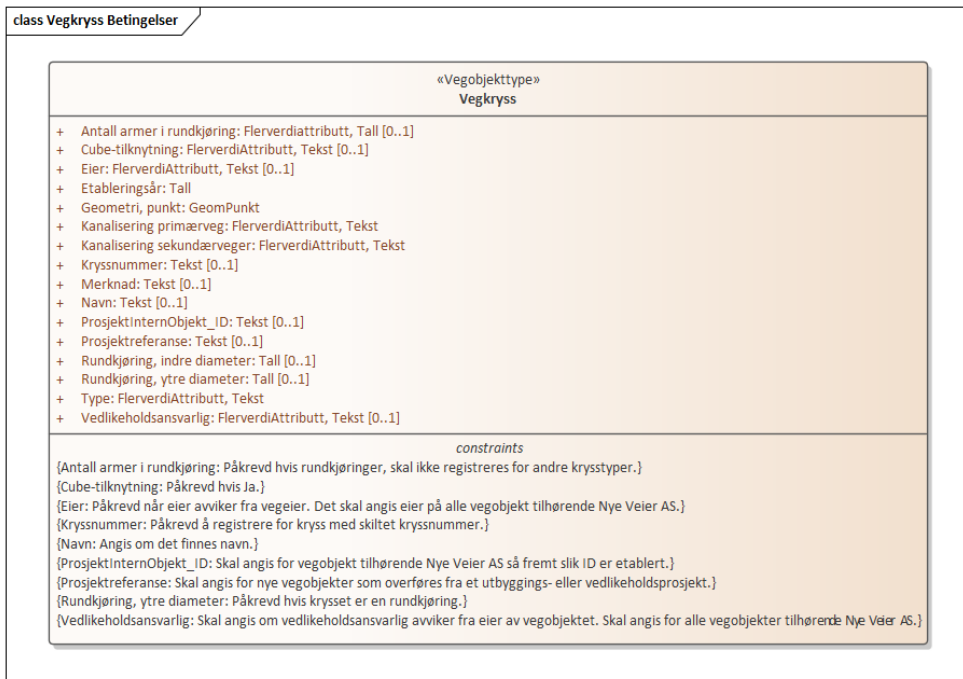 class Vegkryss Betingelser
«Vegobjekttype»
Vegkryss
+ Antall armer i rundkjøring: Flerverdiattributt, Tall [0..1]
+ Cube-tilknytning: FlerverdiAttributt, Tekst [0..1]
+ Eier: FlerverdiAttributt, Tekst [0..1]
+ Etableringsår: Tall
+ Geometri, punkt: GeomPunkt
+ Kanalisering primærveg: FlerverdiAttributt, Tekst
+ Kanalisering sekundærveger: FlerverdiAttributt, Tekst
+ Kryssnummer: Tekst [0..1]
+ Merknad: Tekst [0..1]
+ Navn: Tekst [0..1]
+ ProsjektInternObjekt_ID: Tekst [0..1]
+ Prosjektreferanse: Tekst [0..1]
+ Rundkjøring, indre diameter: Tall [0..1]
+ Rundkjøring, ytre diameter: Tall [0..1]
+ Type: FlerverdiAttributt, Tekst
+ Vedlikeholdsansvarlig: FlerverdiAttributt, Tekst [0..1]
constraints
{Antall armer i rundkjøring: Påkrevd hvis rundkjøringer, skal ikke registreres for andre krysstyper.}
{Cube-tilknytning: Påkrevd hvis Ja.}
{Eier: Påkrevd når eier avviker fra vegeier. Det skal angis eier på alle vegobjekt tilhørende Nye Veier AS.}
{Kryssnummer: Påkrevd å registrere for kryss med skiltet kryssnummer.}
{Navn: Angis om det finnes navn.}
{ProsjektInternObjekt_ID: Skal angis for vegobjekt tilhørende Nye Veier AS så fremt slik ID er etablert.}
{Prosjektreferanse: Skal angis for nye vegobjekter som overføres fra et utbyggings- eller vedlikeholdsprosjekt.}
{Rundkjøring, ytre diameter: Påkrevd hvis krysset er en rundkjøring.}
{Vedlikeholdsansvarlig: Skal angis om vedlikeholdsansvarlig avviker fra eier av vegobjektet. Skal angis for alle vegobjekter tilhørende Nye Veier AS.}